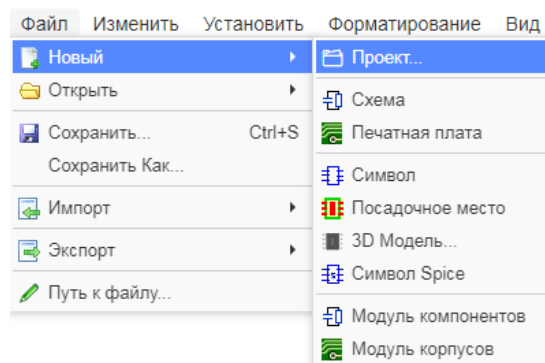 Файл Изменить Установить Форматирование Вид
Новый
Открыть
Сохранить... Ctrl+S
Сохранить Как...
Импорт
Экспорт
Путь к файлу...
Проект...
Схема
Печатная плата
Символ
Посадочное место
3D Модель...
Символ Spice
Модуль компонентов
Модуль корпусов